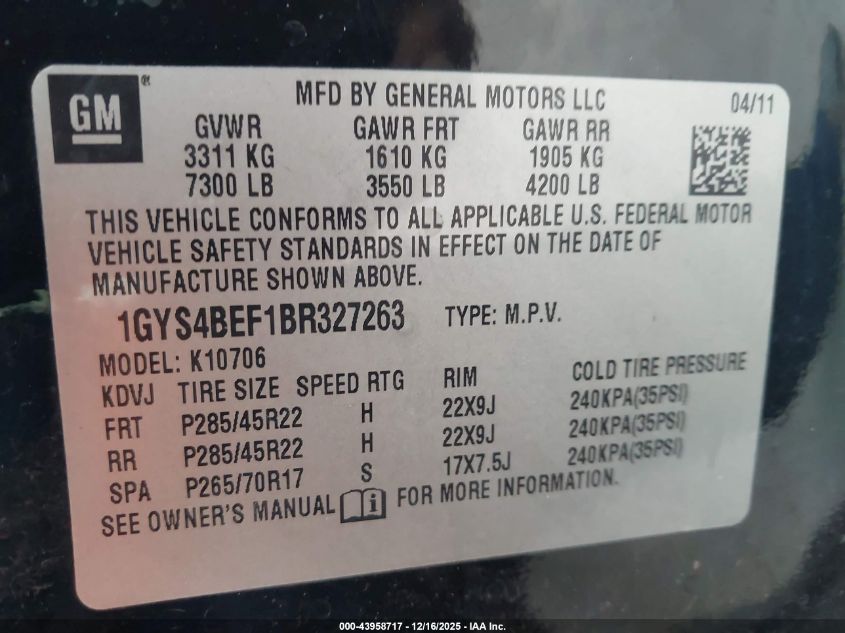 GM ®
MFD BY GENERAL MOTORS LLC
04/11
GVWR GAWR FRT GAWR RR
3311 KG 1610 KG 1905 KG
7300 LB 3550 LB 4200 LB
THIS VEHICLE CONFORMS TO ALL APPLICABLE U.S. FEDERAL MOTOR
VEHICLE SAFETY STANDARDS IN EFFECT ON THE DATE OF
MANUFACTURE SHOWN ABOVE.
1GYS4BEF1BR327263 TYPE: M.P.V.
MODEL: K10706
KDVJ TIRE SIZE SPEED RTG RIM COLD TIRE PRESSURE
FRT P285/45R22 H 22X9J 240KPA(35PSI)
RR P285/45R22 H 22X9J 240KPA(35PSI)
SPA P265/70R17 S 17X7.5J 240KPA(35PSI)
SEE OWNER'S MANUAL i FOR MORE INFORMATION.
000-43958717 - 12/16/2025 - IAA Inc.